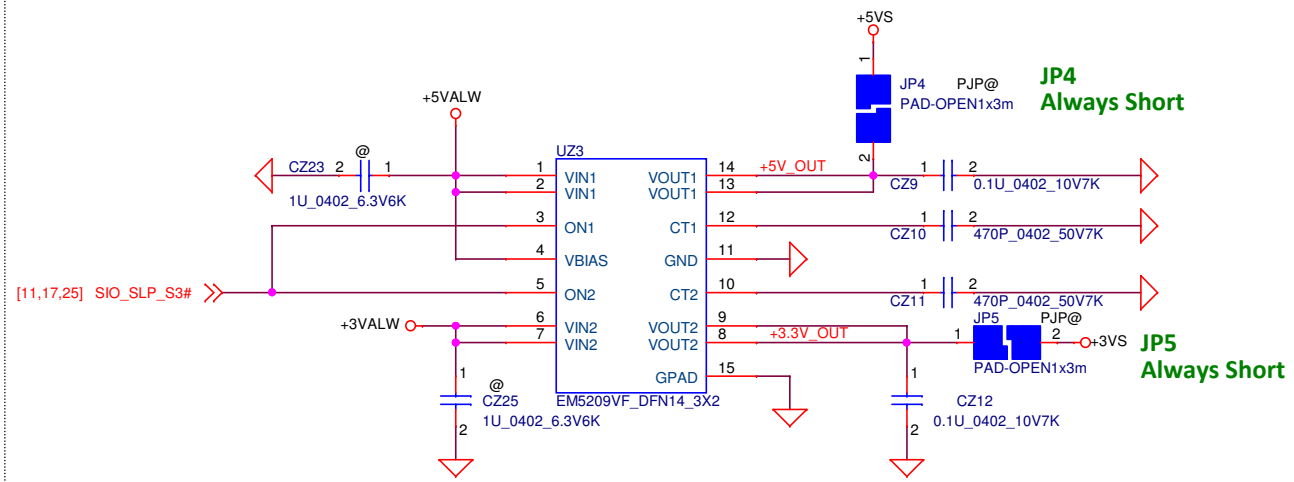 +5VS
1
JP4 PJP@
PAD-OPEN1x3m
2
JP4
Always Short
+5VALW
@
CZ23 2 1
1U_0402_6.3V6K
UZ3
1 VIN1 VOUT1 14 +5V_OUT
2 VIN1 VOUT1 13
1 2
CZ9 0.1U_0402_10V7K
3 ON1 CT1 12
1 2
CZ10 470P_0402_50V7K
4 VBIAS GND 11
[11,17,25] SIO_SLP_S3#
5 ON2 CT2 10
1 2
CZ11 470P_0402_50V7K
+3VALW
6 VIN2 VOUT2 9
7 VIN2 VOUT2 8 +3.3V_OUT
JP5 PJP@
1 2 +3VS
PAD-OPEN1x3m
JP5
Always Short
GPAD 15
EM5209VF_DFN14_3X2
1
@
CZ25
1U_0402_6.3V6K
2
1
CZ12
0.1U_0402_10V7K
2